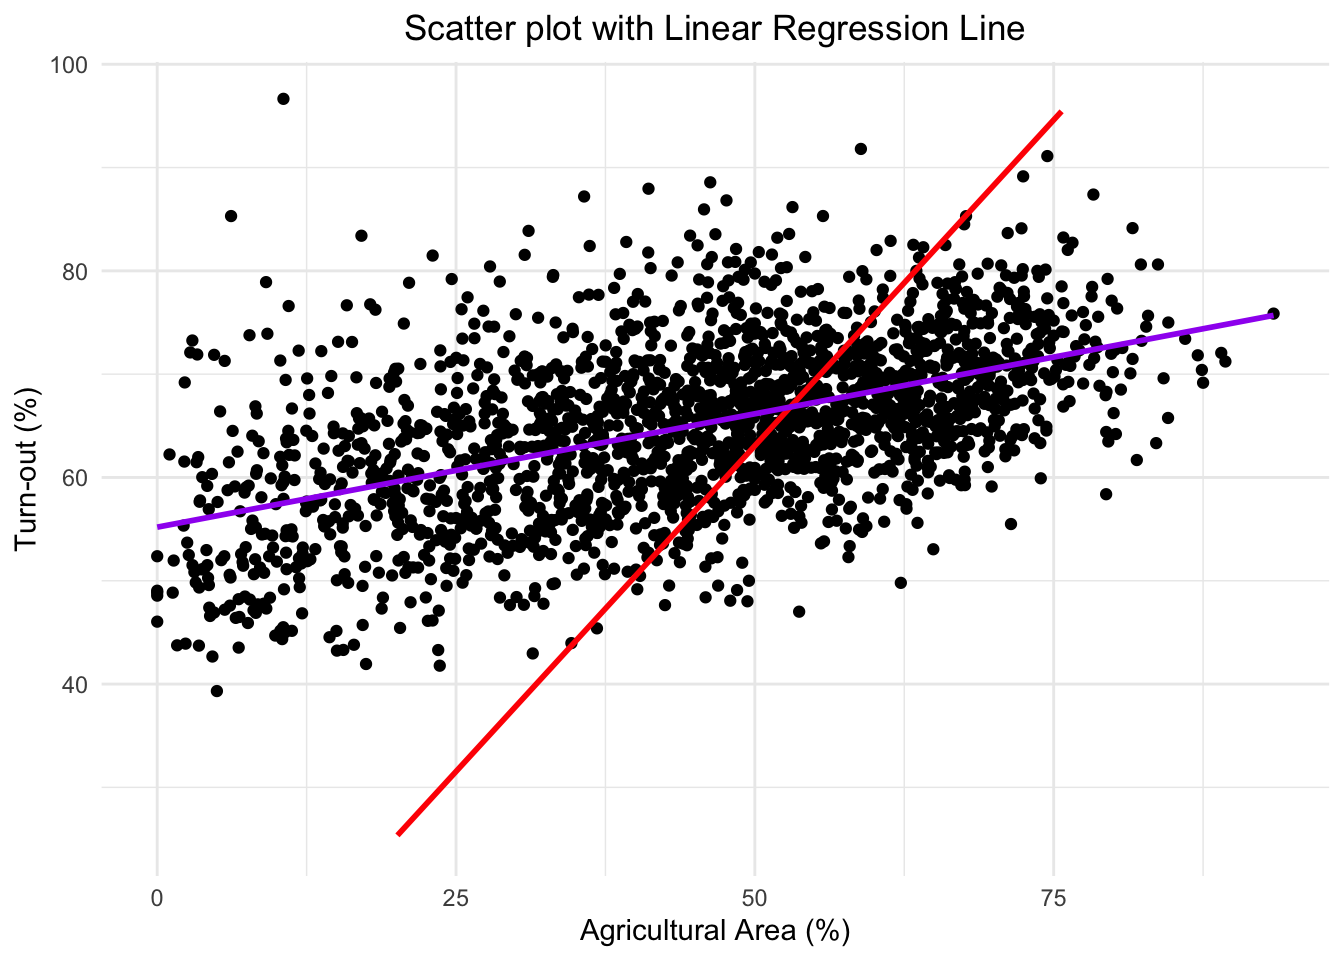 Scatter plot with Linear Regression Line
100
80
60
40
Turn-out (%)
0 25 50 75
Agricultural Area (%)